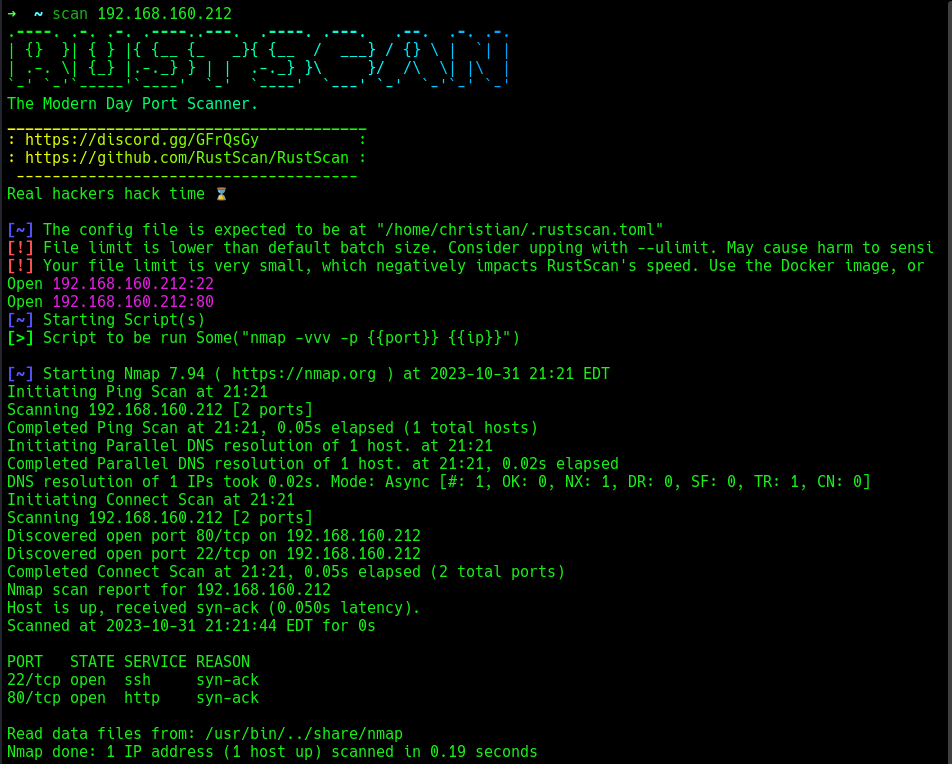 → ~ scan 192.168.160.212
.----. .-. .-. .----..---.  .----. .---.   .--.  .-. .-.
| {}  }| { } |{ {__ {_   _}{ {__  /  ___} / {} \ |  `| |
| .-. \| {_} |.-._} } | |  .-._} }\     }/  /\  \| |\  |
`-' `-'`-----'`----'  `-'  `----'  `---' `-'  `-'`-' `-'
The Modern Day Port Scanner.
________________________________________
: https://discord.gg/GFrQsGy           :
: https://github.com/RustScan/RustScan :
 --------------------------------------
Real hackers hack time ⌛
[~] The config file is expected to be at "/home/christian/.rustscan.toml"
[!] File limit is lower than default batch size. Consider upping with --ulimit. May cause harm to sensi
[!] Your file limit is very small, which negatively impacts RustScan's speed. Use the Docker image, or
Open 192.168.160.212:22
Open 192.168.160.212:80
[~] Starting Script(s)
[>] Script to be run Some("nmap -vvv -p {{port}} {{ip}}")
[~] Starting Nmap 7.94 ( https://nmap.org ) at 2023-10-31 21:21 EDT
Initiating Ping Scan at 21:21
Scanning 192.168.160.212 [2 ports]
Completed Ping Scan at 21:21, 0.05s elapsed (1 total hosts)
Initiating Parallel DNS resolution of 1 host. at 21:21
Completed Parallel DNS resolution of 1 host. at 21:21, 0.02s elapsed
DNS resolution of 1 IPs took 0.02s. Mode: Async [#: 1, OK: 0, NX: 1, DR: 0, SF: 0, TR: 1, CN: 0]
Initiating Connect Scan at 21:21
Scanning 192.168.160.212 [2 ports]
Discovered open port 80/tcp on 192.168.160.212
Discovered open port 22/tcp on 192.168.160.212
Completed Connect Scan at 21:21, 0.05s elapsed (2 total ports)
Nmap scan report for 192.168.160.212
Host is up, received syn-ack (0.050s latency).
Scanned at 2023-10-31 21:21:44 EDT for 0s
PORT   STATE SERVICE REASON
22/tcp open  ssh     syn-ack
80/tcp open  http    syn-ack
Read data files from: /usr/bin/../share/nmap
Nmap done: 1 IP address (1 host up) scanned in 0.19 seconds